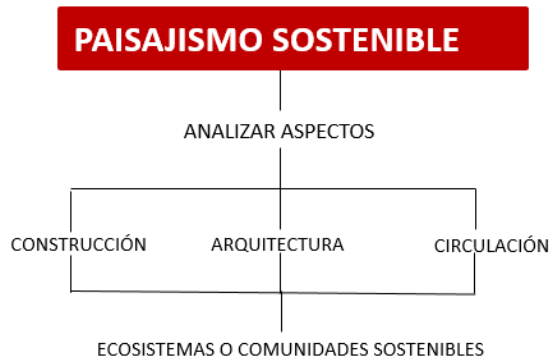 PAISAJISMO SOSTENIBLE
ANALIZAR ASPECTOS
CONSTRUCCIÓN
ARQUITECTURA
CIRCULACIÓN
ECOSISTEMAS O COMUNIDADES SOSTENIBLES